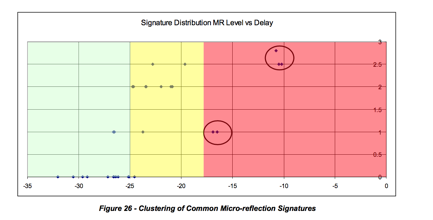 Signature Distribution MR Level vs Delay
3
2.5
2
1.5
1
0.5
0
-35 -30 -25 -20 -15 -10 -5 0
Figure 26 - Clustering of Common Micro-reflection Signatures